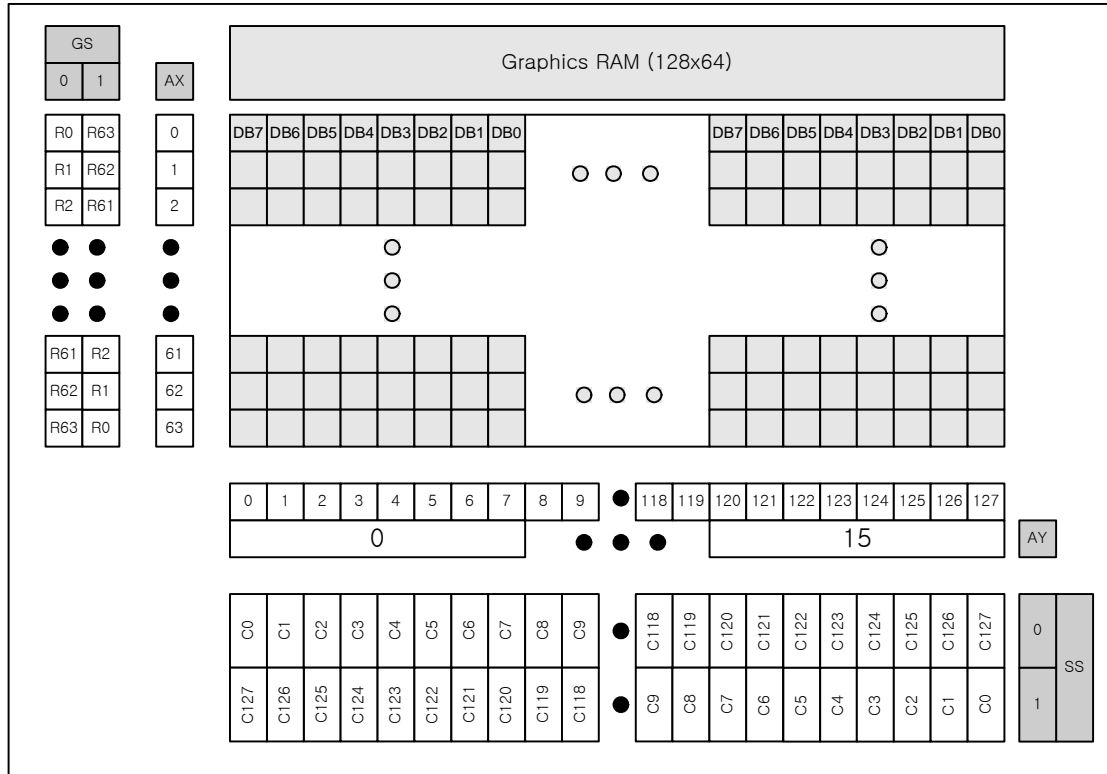 GS
Graphics RAM (128x64)
0 1 AX
R0 R63 0 DB7 DB6 DB5 DB4 DB3 DB2 DB1 DB0 DB7 DB6 DB5 DB4 DB3 DB2 DB1 DB0
R1 R62 1
R2 R61 2
R61 R2 61
R62 R1 62
R63 R0 63
0 1 2 3 4 5 6 7 8 9 118 119 120 121 122 123 124 125 126 127
0 15 AY
C0 C1 C2 C3 C4 C5 C6 C7 C8 C9 C118 C119 C120 C121 C122 C123 C124 C125 C126 C127 0
SS
C127 C126 C125 C124 C123 C122 C121 C120 C119 C118 C9 C8 C7 C6 C5 C4 C3 C2 C1 C0 1